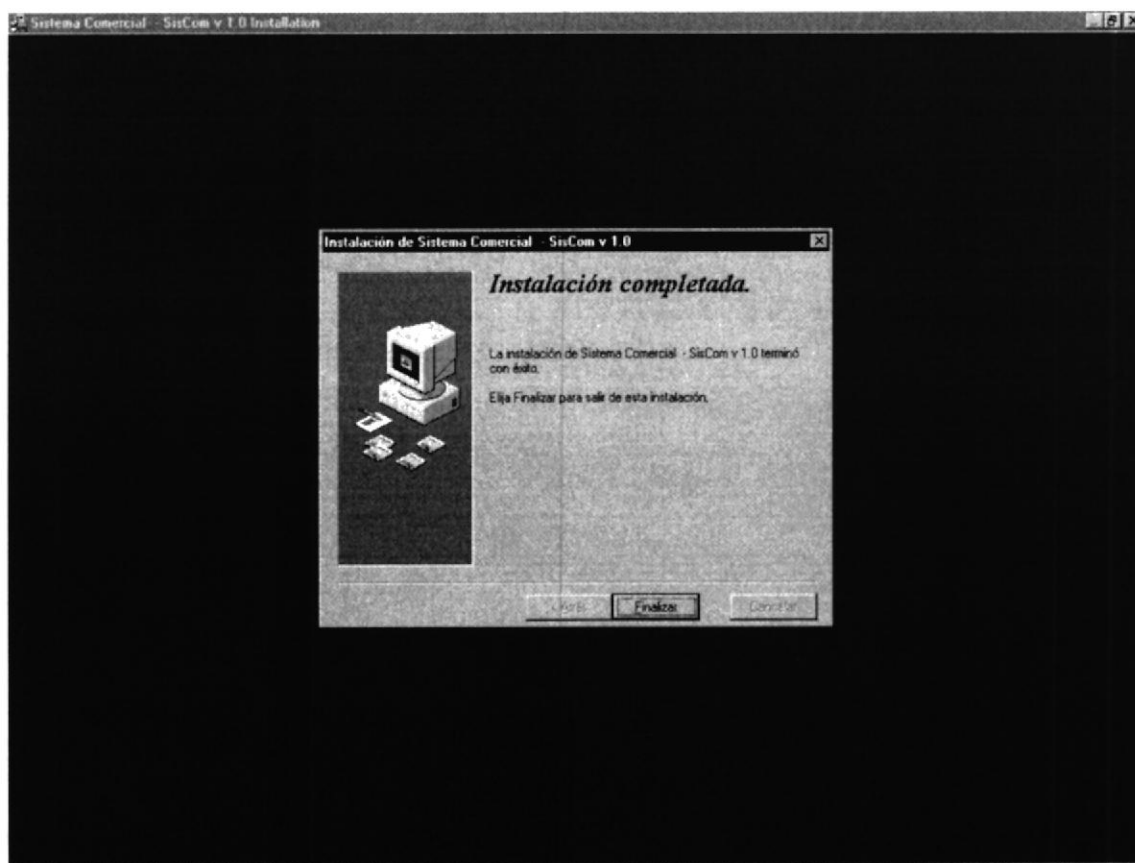 Sistema Comercial - SisCom v 1.0 Installation
Instalación de Sistema Comercial - SisCom v 1.0
Instalación completada.
La instalación de Sistema Comercial - SisCom v 1.0 terminó
con éxito.
Elija Finalizar para salir de esta instalación.
Finalizar
Cancelar